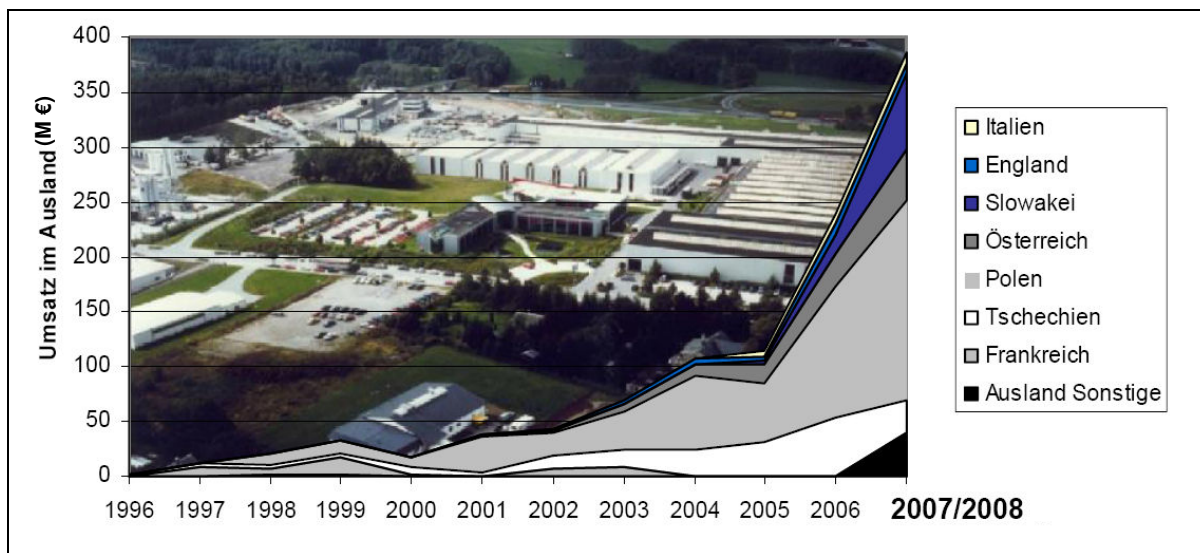 Umsatz im Ausland (M €)
400
350
300
250
200
150
100
50
0
1996 1997 1998 1999 2000 2001 2002 2003 2004 2005 2006 2007/2008
Italien
England
Slowakei
Österreich
Polen
Tschechien
Frankreich
Ausland Sonstige